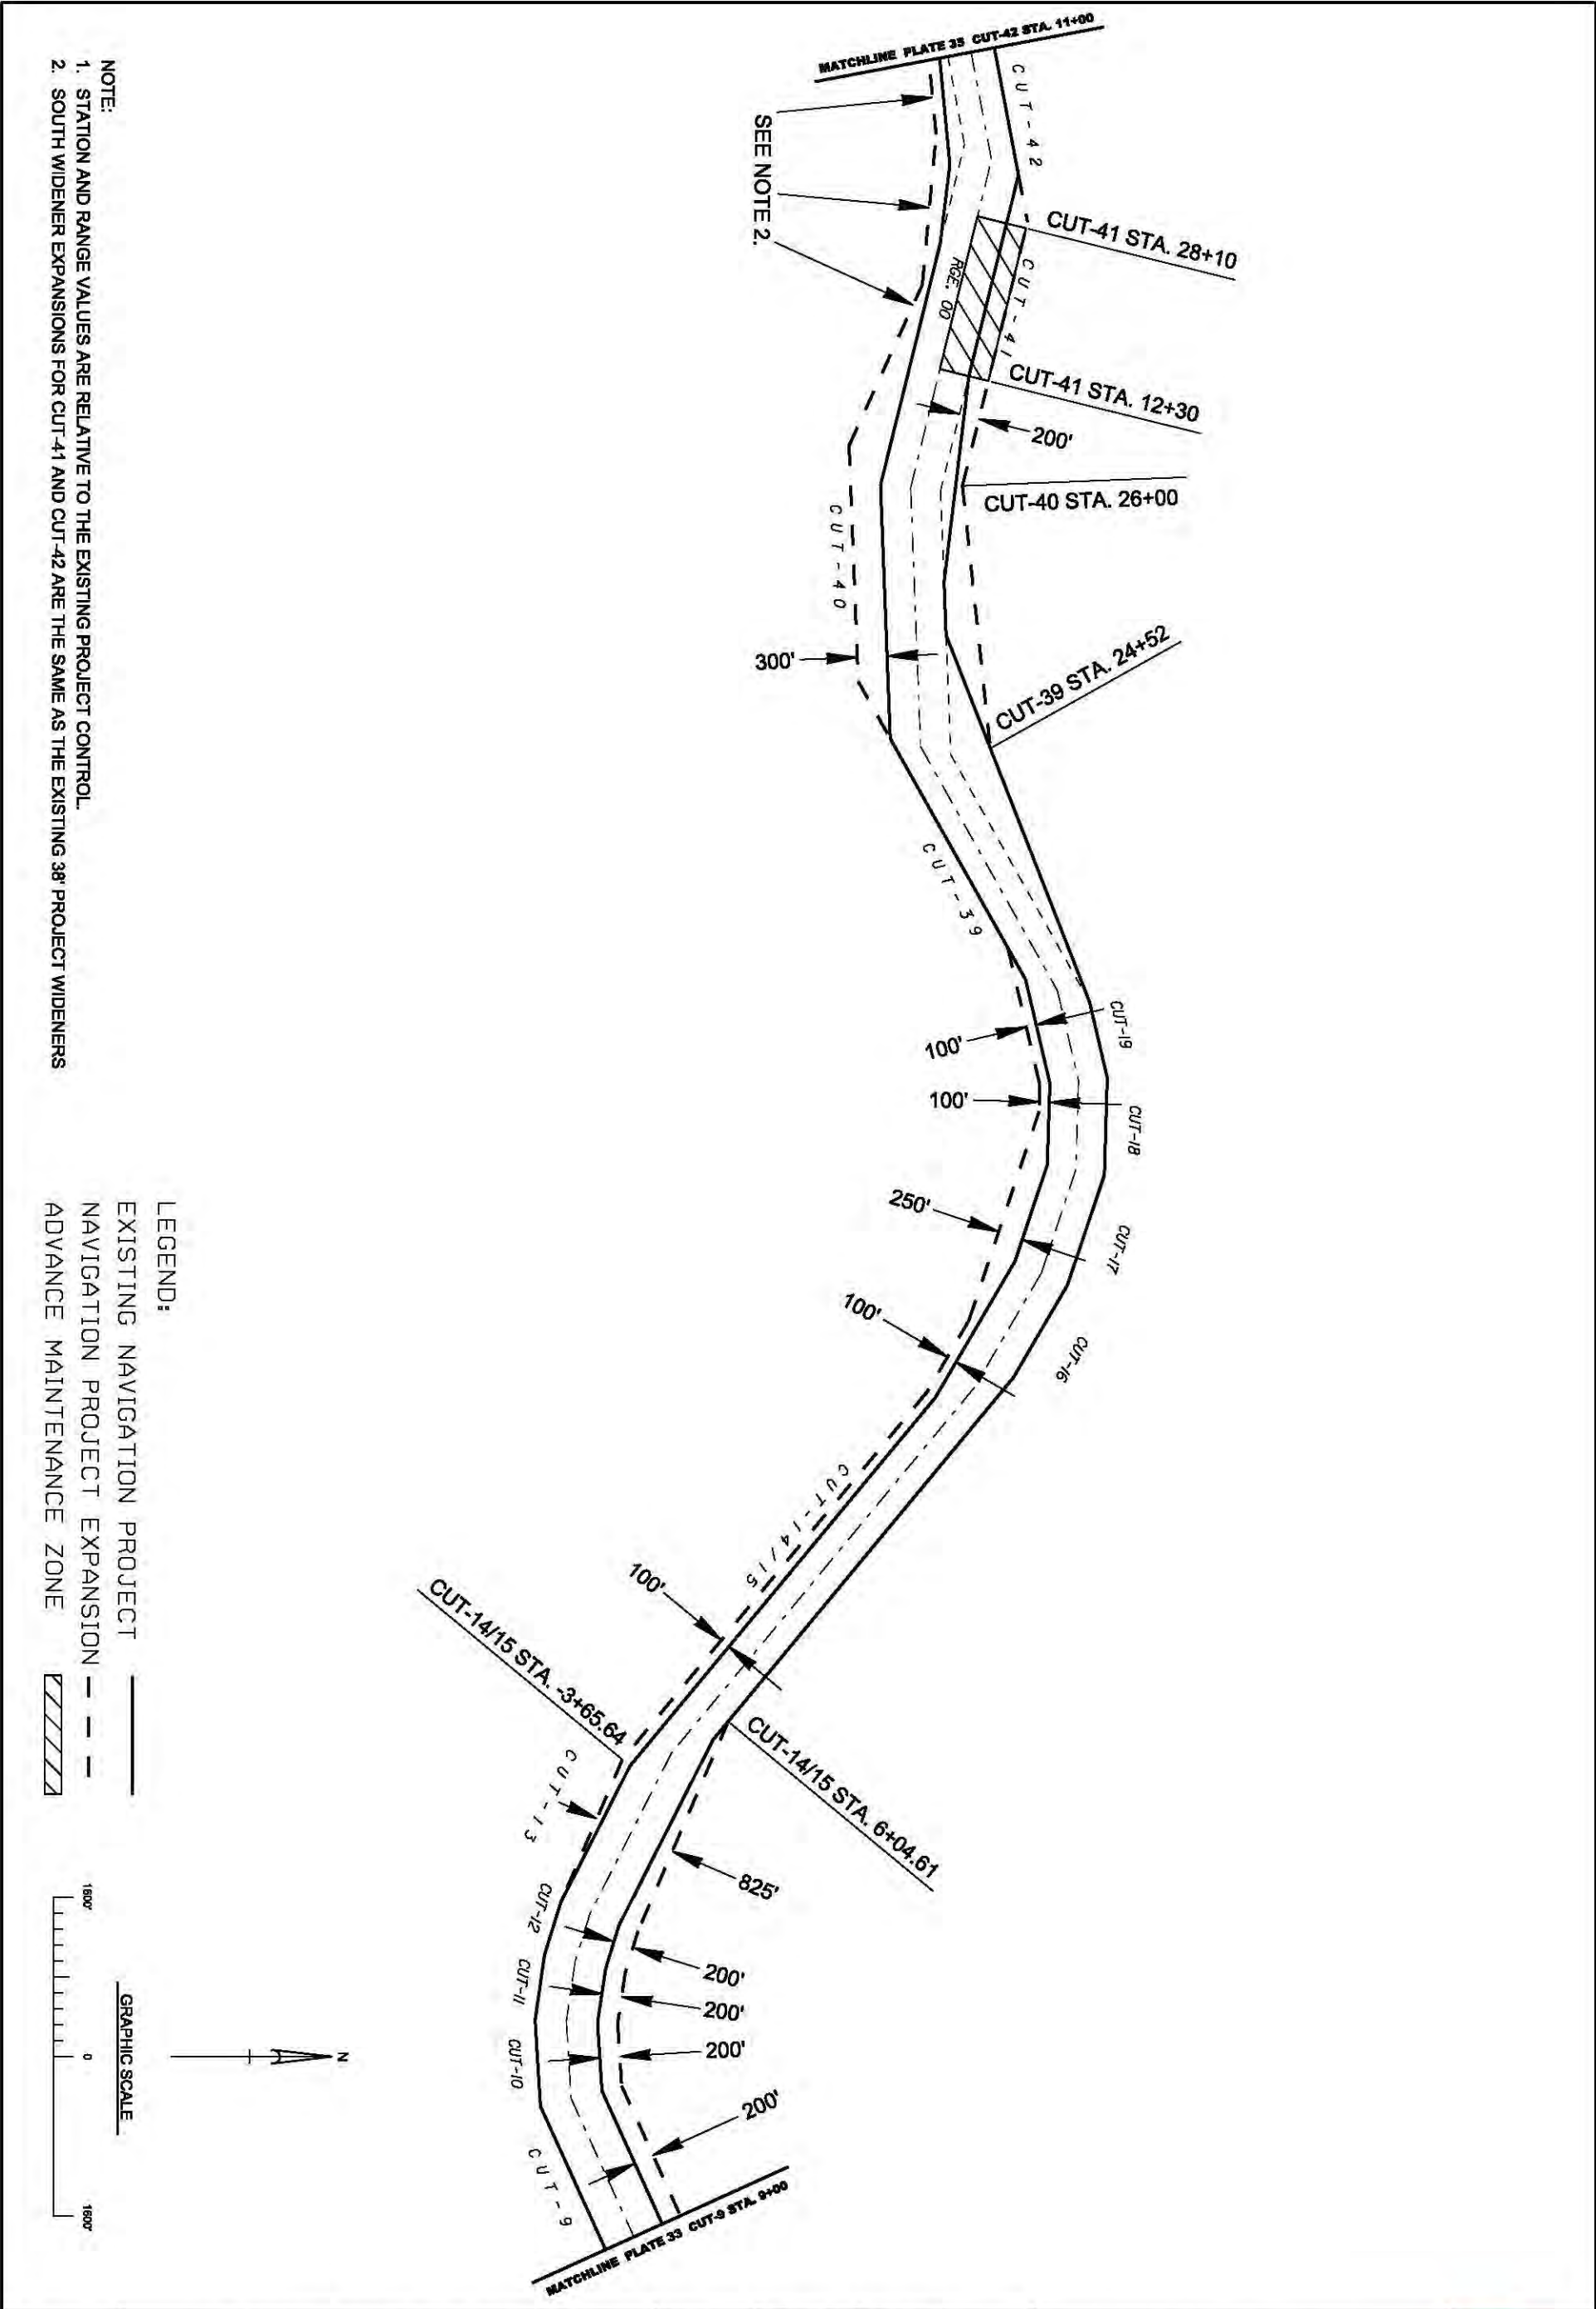 MATCHLINE PLATE 35 CUT-42 STA. 11+00
CUT-42
SEE NOTE 2.
CUT-41 STA. 28+10
CUT-41
RGE. 00
CUT-41 STA. 12+30
200'
CUT-40 STA. 26+00
CUT-40
300'
CUT-39 STA. 24+52
CUT-39
CUT-19
100'
100'
CUT-18
250'
CUT-17
100'
CUT-16
CUT-14/15
100'
CUT-14/15 STA. -3+65.64
CUT-14/15 STA. 6+04.61
CUT-13
825'
CUT-12
200'
CUT-11
200'
CUT-10
200'
200'
CUT-9
MATCHLINE PLATE 33 CUT-9 STA. 9+00
NOTE:
1. STATION AND RANGE VALUES ARE RELATIVE TO THE EXISTING PROJECT CONTROL.
2. SOUTH WIDENER EXPANSIONS FOR CUT-41 AND CUT-42 ARE THE SAME AS THE EXISTING 38' PROJECT WIDENERS
LEGEND:
EXISTING NAVIGATION PROJECT
NAVIGATION PROJECT EXPANSION
ADVANCE MAINTENANCE ZONE
N
GRAPHIC SCALE
0